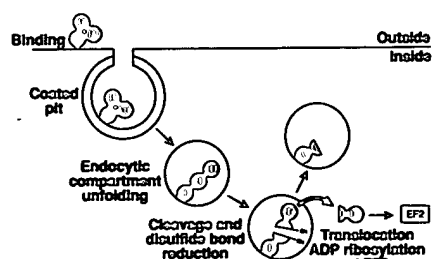 Binding
Outside
Inside
Coated
pit
Endocytic
compartment
unfolding
Cleavage and
disulfide bond
reduction
EF2
Translocation
ADP ribosylation